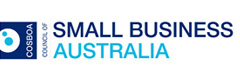 COSBOA
COUNCIL OF
SMALL BUSINESS
AUSTRALIA